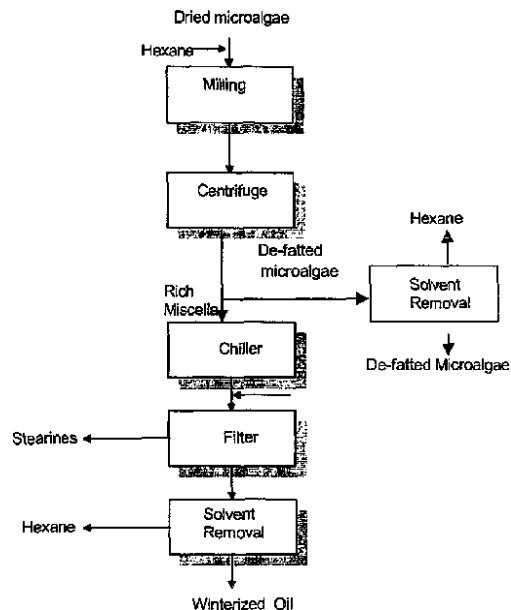 Dried microalgae
Hexane
Milling
Centrifuge
Hexane
De-fatted
microalgae
Solvent
Removal
Rich
Miscella
De-fatted Microalgae
Chiller
Stearines
Filter
Solvent
Removal
Hexane
Winterized Oil